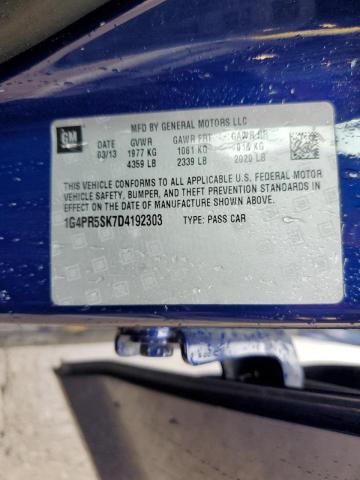 GM
MFD BY GENERAL MOTORS LLC
DATE GVWR GAWR FRT GAWR RR
03/13 1977 KG 1061 KG KG
4359 LB 2339 LB 2020 LB
THIS VEHICLE CONFORMS TO ALL APPLICABLE U.S. FEDERAL MOTOR
VEHICLE SAFETY, BUMPER, AND THEFT PREVENTION STANDARDS
IN EFFECT ON THE DATE OF MANUFACTURE SHOWN ABOVE.
1G4PR5SK7D4192303 TYPE: PASS CAR